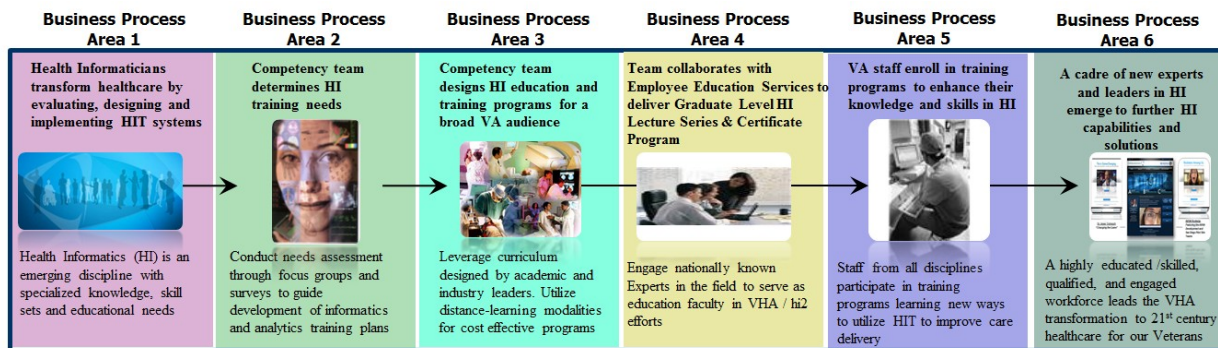 Business Process
Area 1
Health Informaticians
transform healthcare by
evaluating, designing and
implementing HIT systems
Health Informatics (HI) is an
emerging discipline with
specialized knowledge, skill
sets and educational needs
Business Process
Area 2
Competency team
determines HI
training needs
Conduct needs assessment
through focus groups and
surveys to guide
development of informatics
and analytics training plans
Business Process
Area 3
Competency team
designs HI education and
training programs for a
broad VA audience
Leverage curriculum
designed by academic and
industry leaders. Utilize
distance-learning modalities
for cost effective programs
Business Process
Area 4
Team collaborates with
Employee Education Services to
deliver Graduate Level HI
Lecture Series & Certificate
Program
Engage nationally known
Experts in the field to serve as
education faculty in VHA / hi2
efforts
Business Process
Area 5
VA staff enroll in training
programs to enhance their
knowledge and skills in HI
Staff from all disciplines
participate in training
programs learning new ways
to utilize HIT to improve care
delivery
Business Process
Area 6
A cadre of new experts
and leaders in HI
emerge to further HI
capabilities and
solutions
A highly educated /skilled,
qualified, and engaged
workforce leads the VHA
transformation to 21st century
healthcare for our Veterans